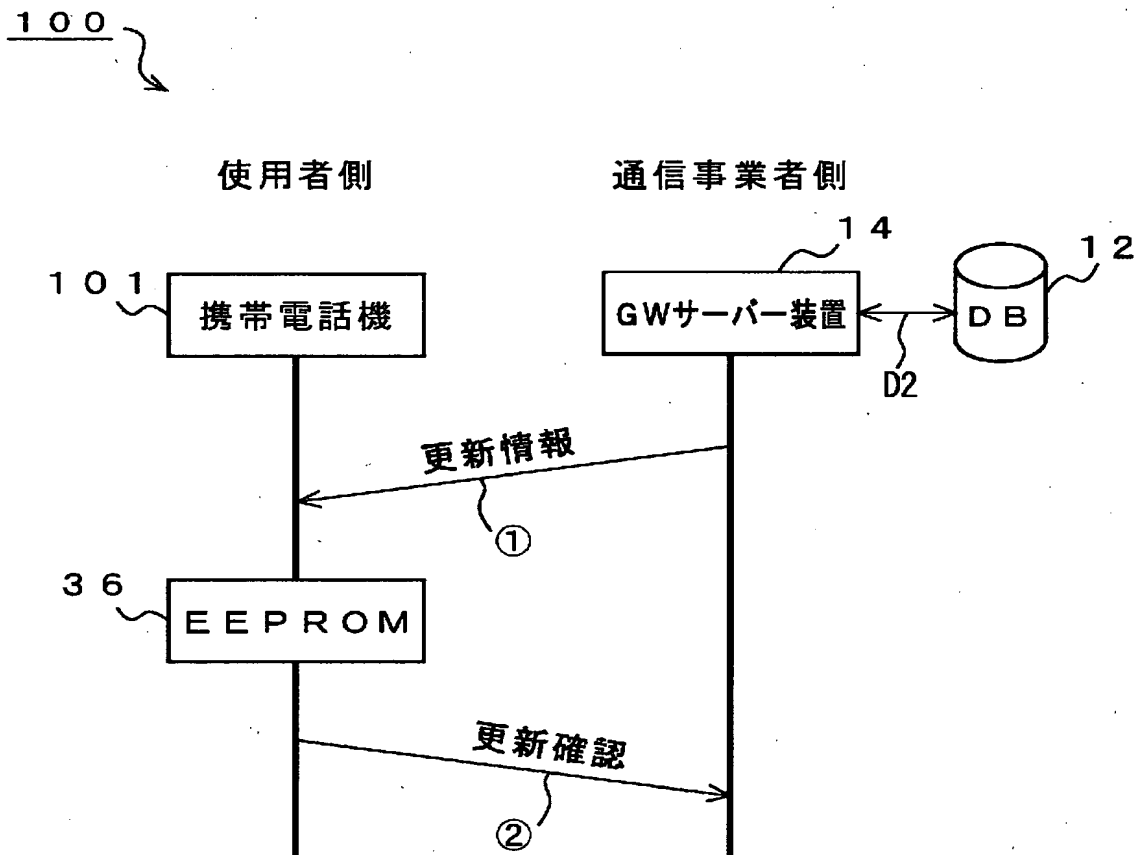 １００
使用者側
通信事業者側
１４
１２
１０１
携帯電話機
GWサーバー装置
ＤＢ
D2
更新情報
①
３６
ＥＥＰＲＯＭ
更新確認
②